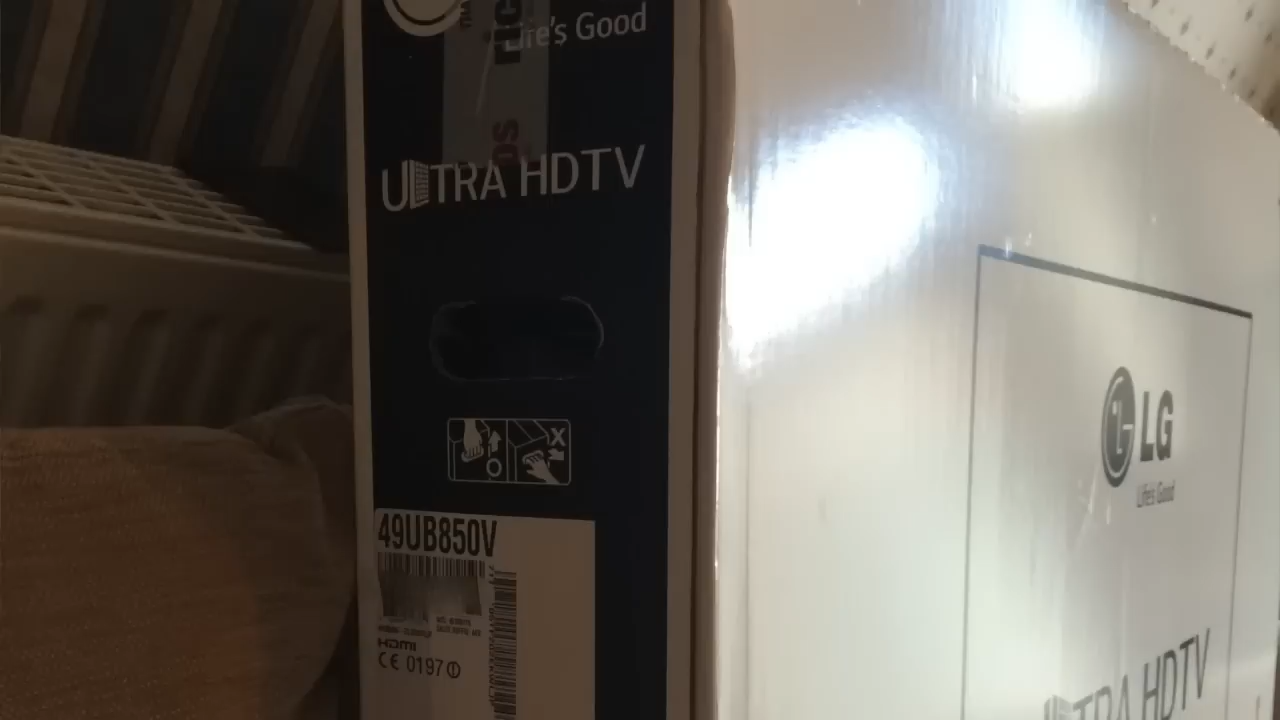 Life's Good
ULTRA HDTV
X
49UB850V
HDMI
CE 0197
LG
Life's Good
ULTRA HDTV